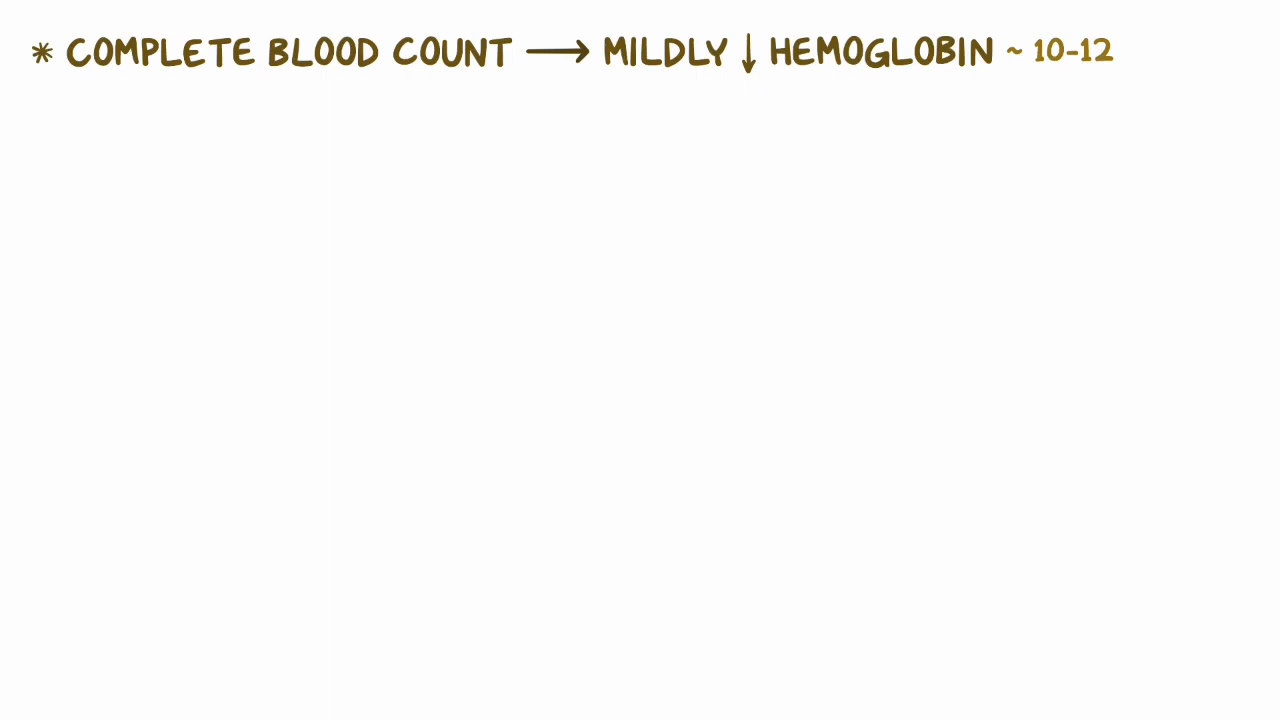 * COMPLETE BLOOD COUNT ⟶ MILDLY ↓ HEMOGLOBIN ~ 10-12